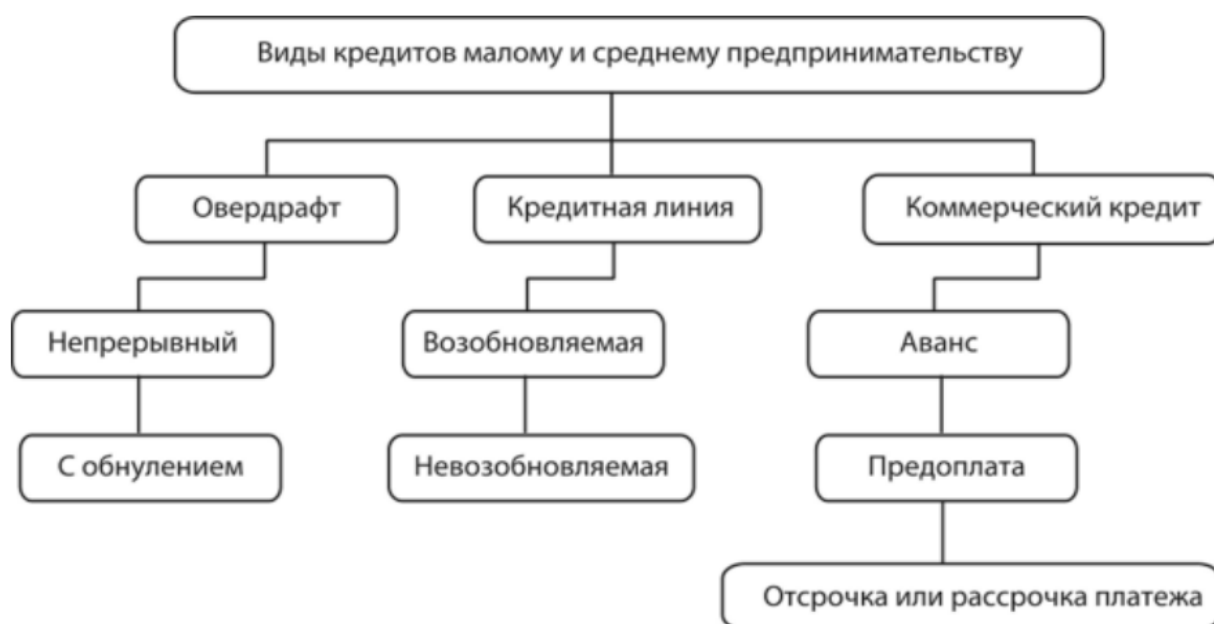 Виды кредитов малому и среднему предпринимательству
Овердрафт
Кредитная линия
Коммерческий кредит
Непрерывный
Возобновляемая
Аванс
С обнулением
Невозобновляемая
Предоплата
Отсрочка или рассрочка платежа